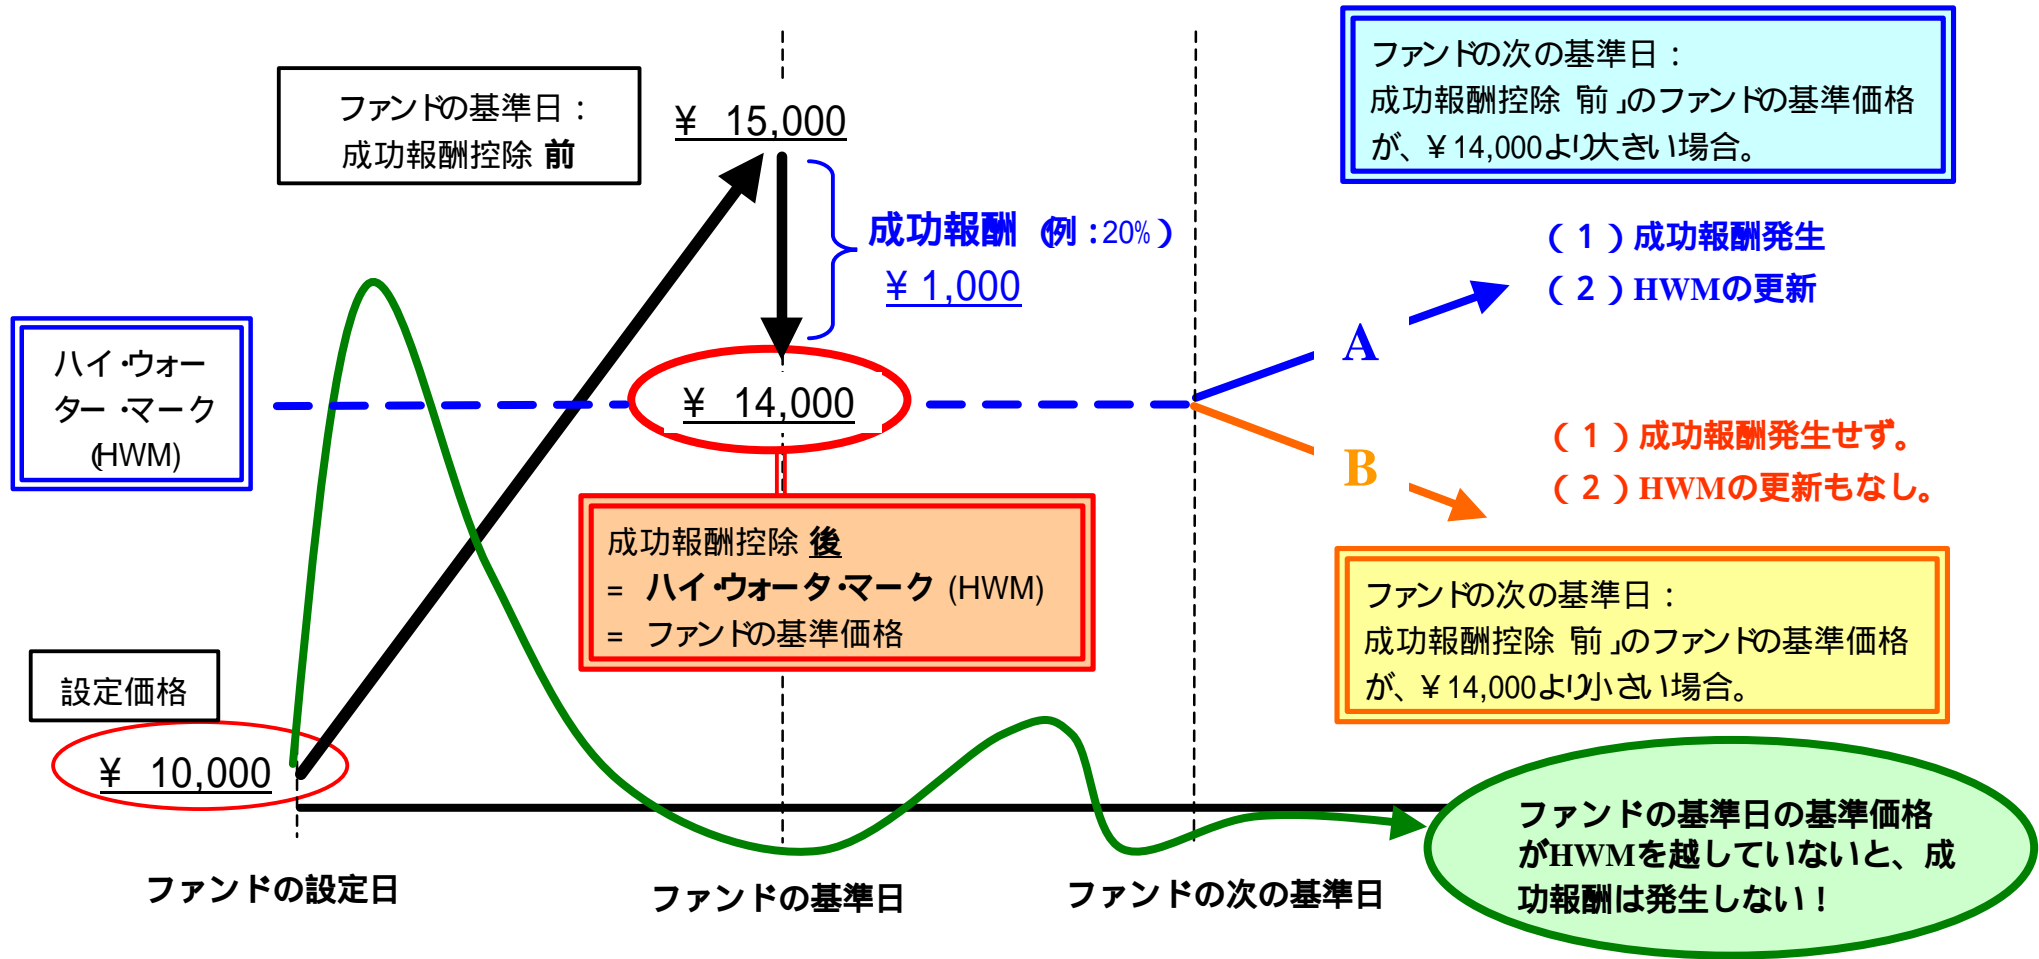 ファンドの基準日：
成功報酬控除 前
¥ 15,000
成功報酬（例：20%）
¥ 1,000
ハイ・ウォー
ター・マーク
(HWM)
¥ 14,000
成功報酬控除 後
= ハイ・ウォータ・マーク (HWM)
= ファンドの基準価格
設定価格
¥ 10,000
ファンドの設定日
ファンドの基準日
ファンドの次の基準日
ファンドの次の基準日：
成功報酬控除「前」のファンドの基準価格
が、¥14,000より大きい場合。
（1）成功報酬発生
（2）HWMの更新
A
B
（1）成功報酬発生せず。
（2）HWMの更新もなし。
ファンドの次の基準日：
成功報酬控除「前」のファンドの基準価格
が、¥14,000より小さい場合。
ファンドの基準日の基準価格
がHWMを越していないと、成
功報酬は発生しない！